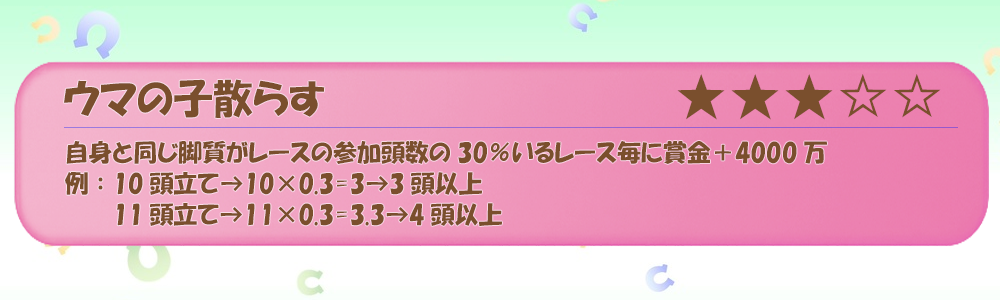 ウマの子散らす ★★★☆☆
自身と同じ脚質がレースの参加頭数の30%いるレース毎に賞金＋4000万
例：10頭立て→10×0.3=3→3頭以上
11頭立て→11×0.3=3.3→4頭以上